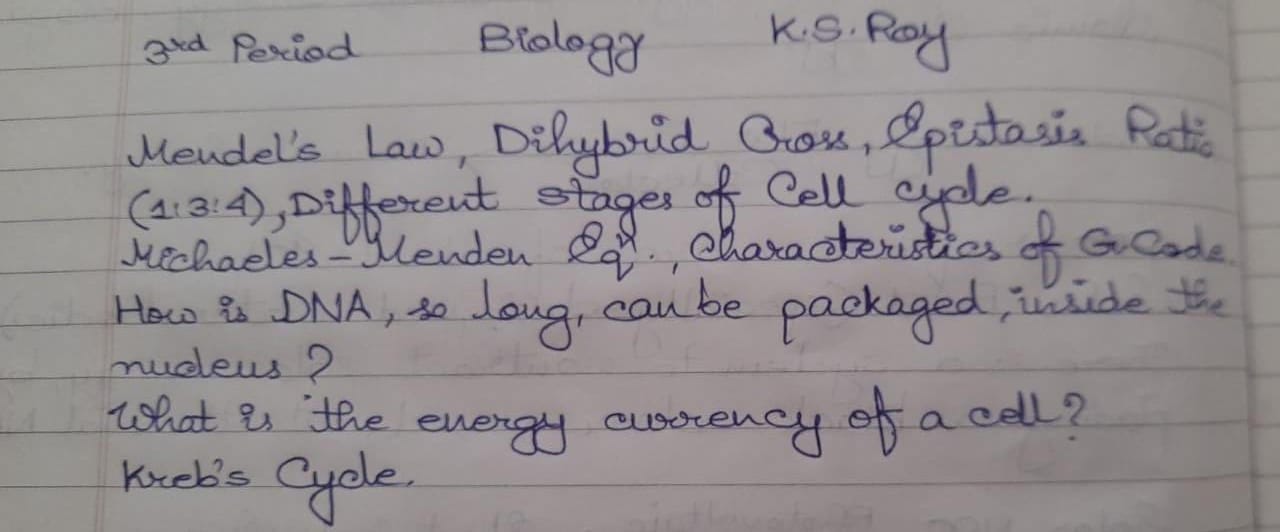 3rd Period Biology K.S. Roy
Mendel's Law, Dihybrid Cross, Epistasis Ratio
(1:3:4), Different stages of Cell cycle.
Michaeles-Menden Eqn., Characteristics of G.Code.
How is DNA, so long, can be packaged, inside the
nucleus?
What is the energy currency of a cell?
Kreb's Cycle.